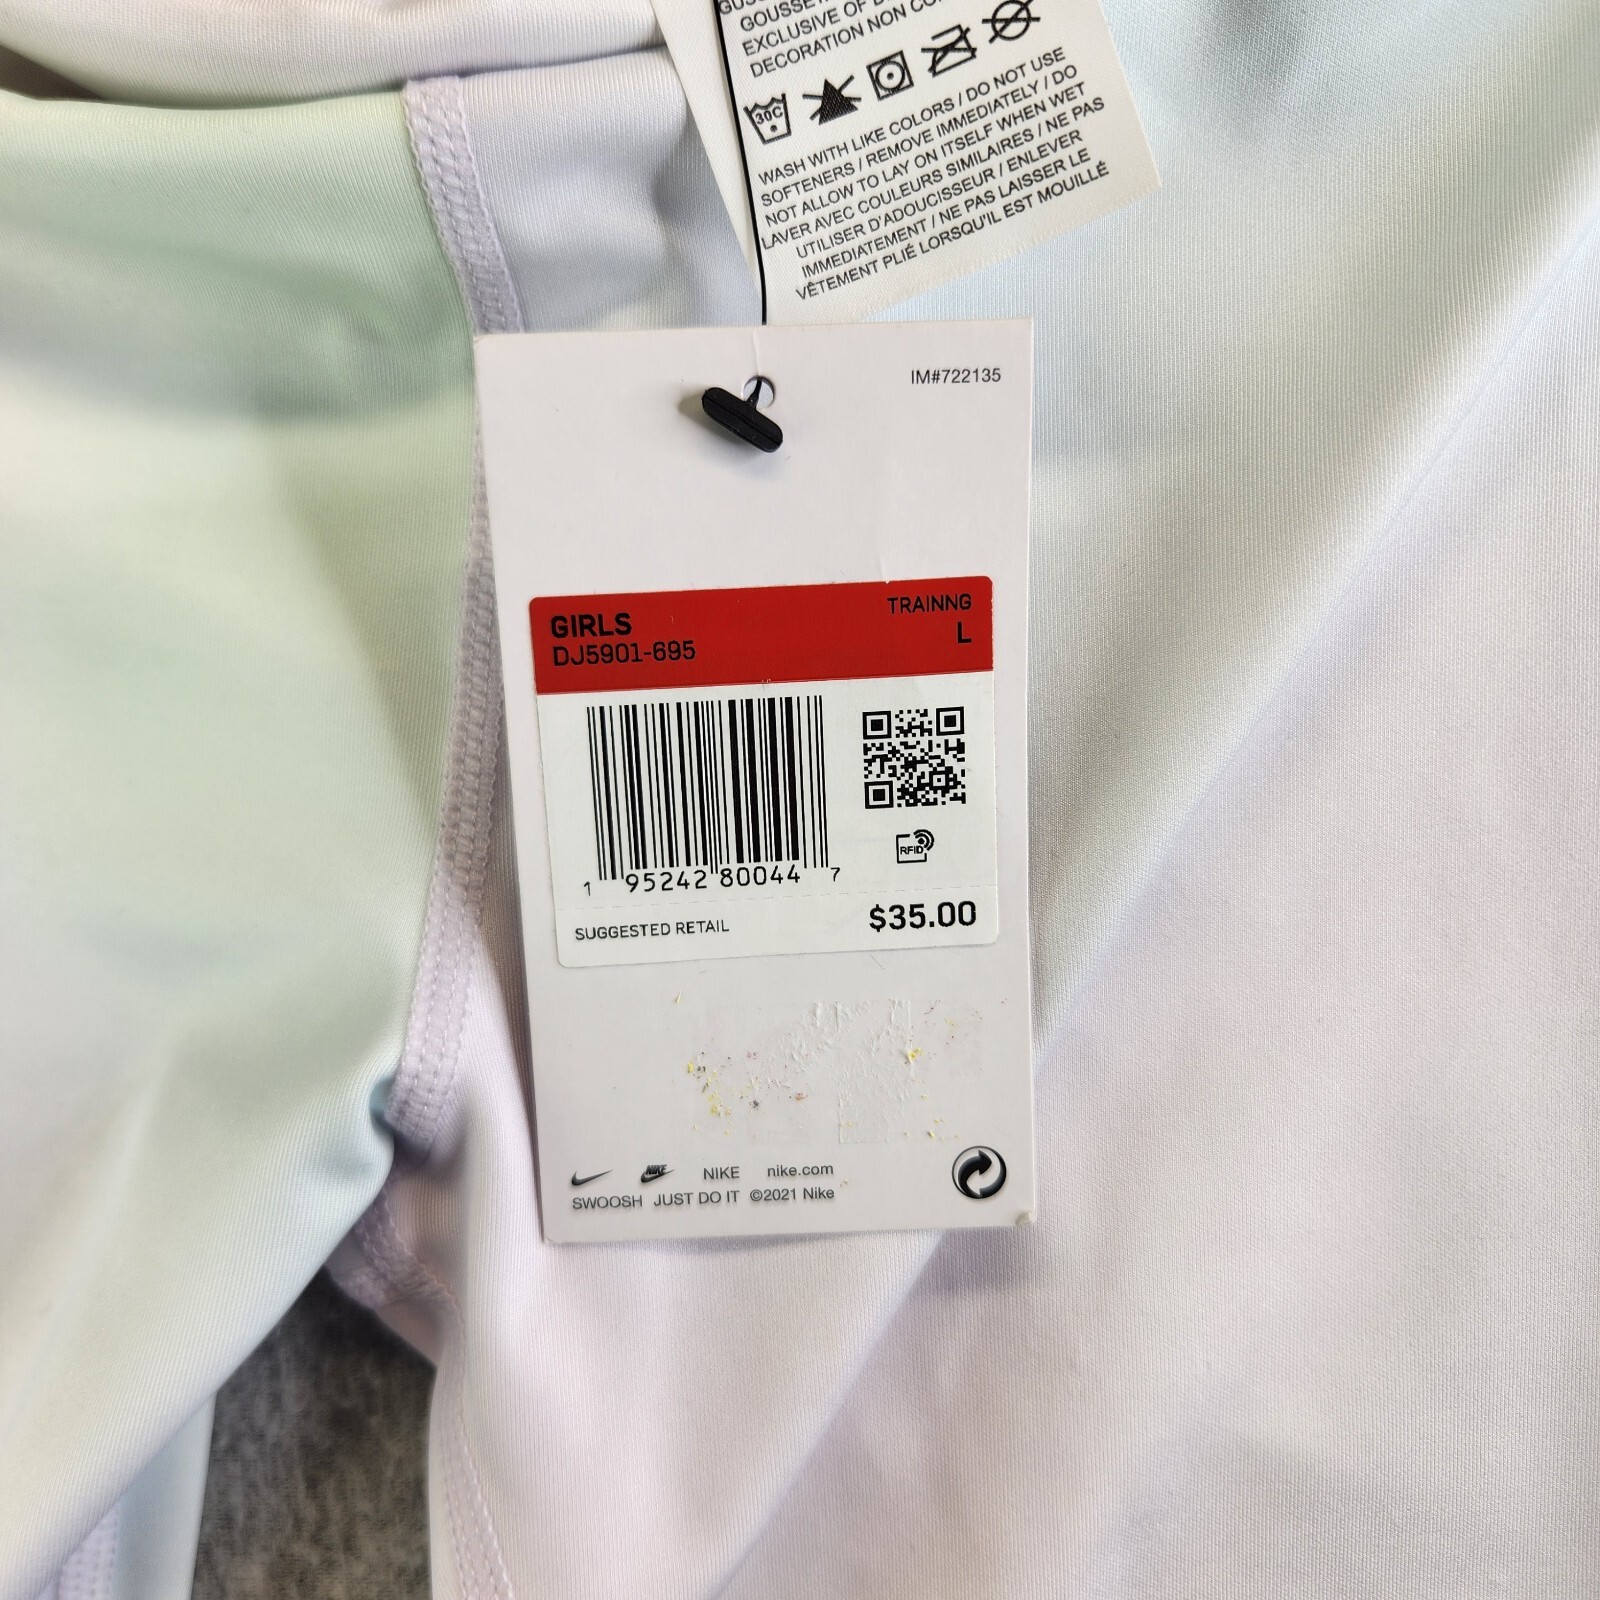 GOUSSET
EXCLUSIVE OF
DECORATION NON
30C
WASH WITH LIKE COLORS / DO NOT USE
SOFTENERS / REMOVE IMMEDIATELY / DO
NOT ALLOW TO LAY ON ITSELF WHEN WET
LAVER AVEC COULEURS SIMILAIRES / NE PAS
UTILISER D'ADOUCISSEUR / ENLEVER
IMMEDIATEMENT / NE PAS LAISSER LE
VÊTEMENT PLIÉ LORSQU'IL EST MOUILLÉ
IM#722135
GIRLS TRAINNG
DJ5901-695 L
RFID
1 95242 80044 7
SUGGESTED RETAIL $35.00
NIKE NIKE nike.com
SWOOSH JUST DO IT ©2021 Nike